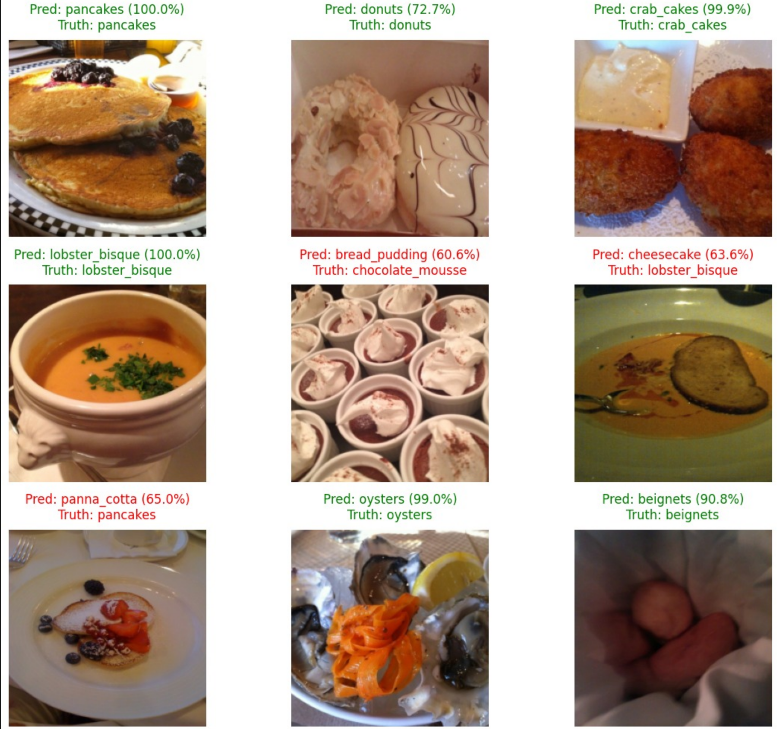 Pred: pancakes (100.0%)
Truth: pancakes
Pred: donuts (72.7%)
Truth: donuts
Pred: crab_cakes (99.9%)
Truth: crab_cakes
Pred: lobster_bisque (100.0%)
Truth: lobster_bisque
Pred: bread_pudding (60.6%)
Truth: chocolate_mousse
Pred: cheesecake (63.6%)
Truth: lobster_bisque
Pred: panna_cotta (65.0%)
Truth: pancakes
Pred: oysters (99.0%)
Truth: oysters
Pred: beignets (90.8%)
Truth: beignets